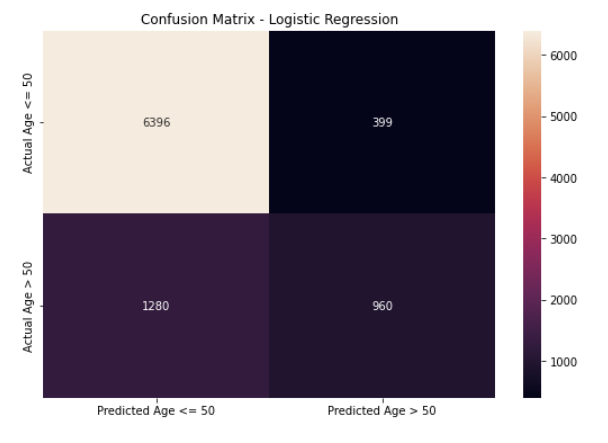 Confusion Matrix - Logistic Regression
Actual Age <= 50
6396
399
6000
5000
4000
3000
2000
1000
Actual Age > 50
1280
960
Predicted Age <= 50
Predicted Age > 50